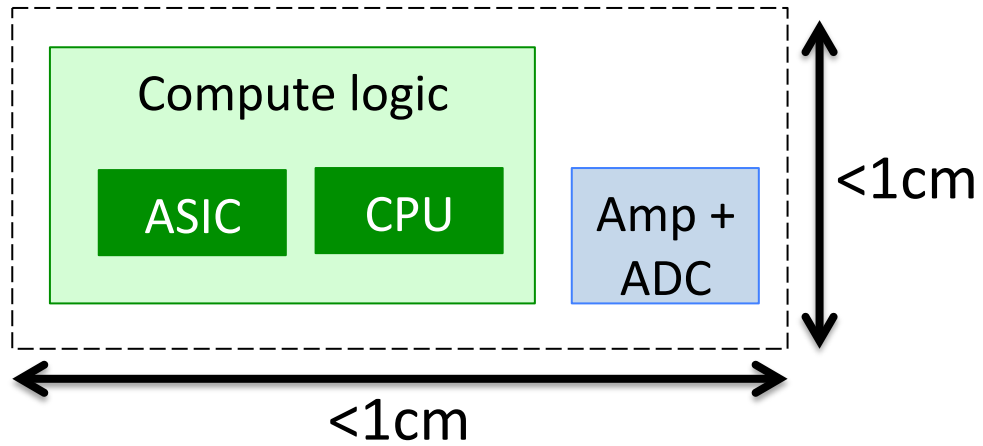 Compute logic
ASIC
CPU
Amp +
ADC
<1cm
<1cm